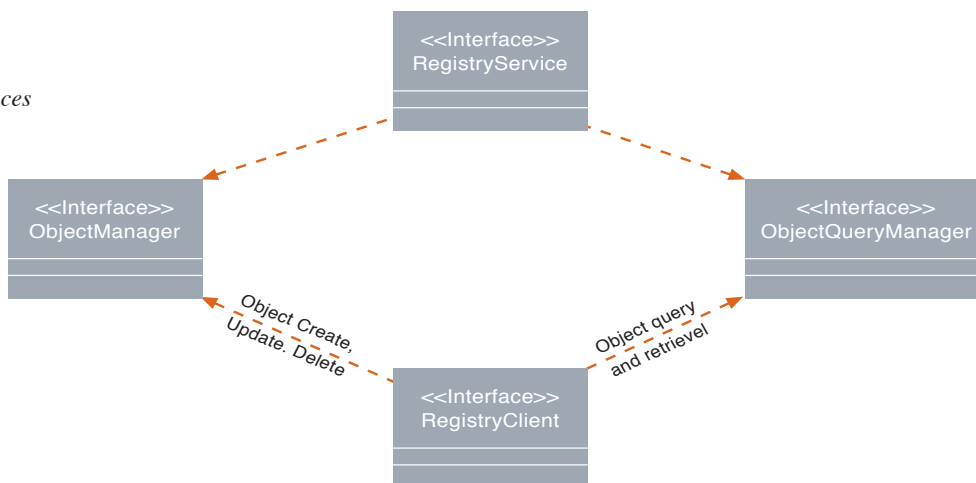 <<Interface>>
RegistryService
ces
<<Interface>>
ObjectManager
<<Interface>>
ObjectQueryManager
Object Create,
Update. Delete
Object query
and retrievel
<<Interface>>
RegistryClient